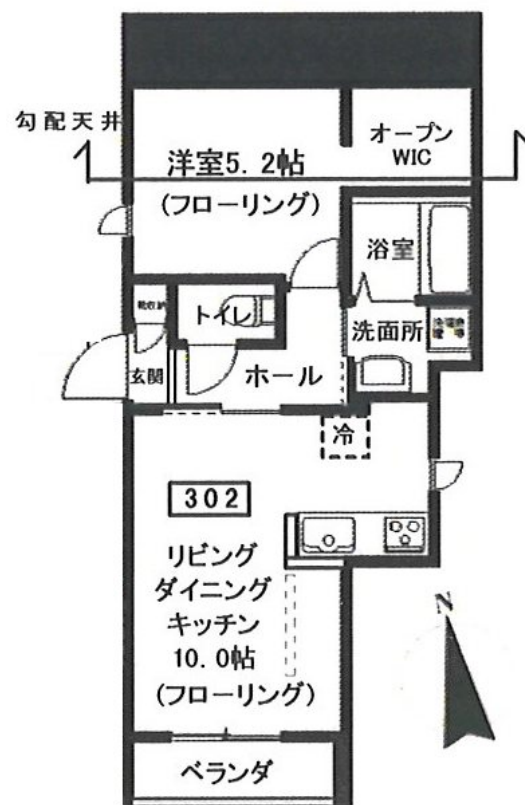 勾配天井
洋室5.2帖
(フローリング)
オープン
WIC
浴室
靴収納
トイレ
洗面所
玄関
ホール
冷
302
リビング
ダイニング
キッチン
10.0帖
(フローリング)
N
ベランダ